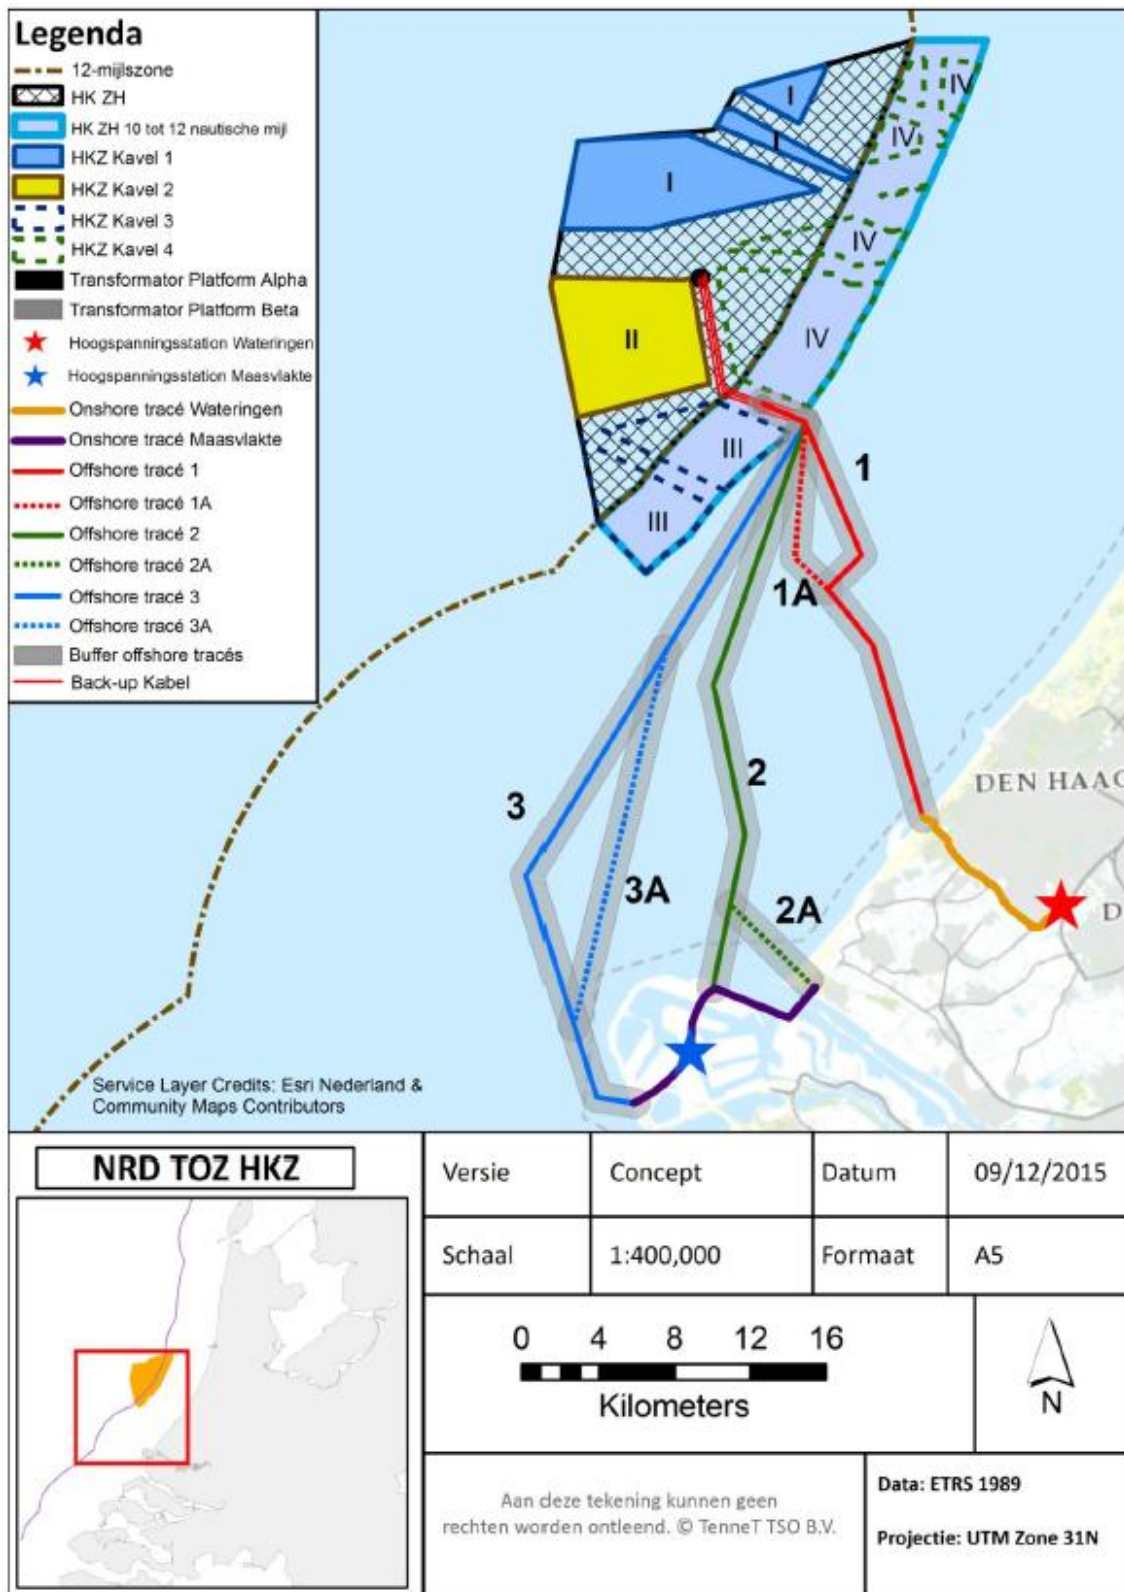 Legenda
12-mijlszone
HK ZH
HK ZH 10 tot 12 nautische mijl
HKZ Kavel 1
HKZ Kavel 2
HKZ Kavel 3
HKZ Kavel 4
Transformator Platform Alpha
Transformator Platform Beta
Hoogspanningsstation Wateringen
Hoogspanningsstation Maasvlakte
Onshore tracé Wateringen
Onshore tracé Maasvlakte
Offshore tracé 1
Offshore tracé 1A
Offshore tracé 2
Offshore tracé 2A
Offshore tracé 3
Offshore tracé 3A
Buffer offshore tracés
Back-up Kabel
I
I
I
IV
IV
IV
IV
II
III
III
1
1A
2
3
3A
2A
DEN HAAG
D
Service Layer Credits: Esri Nederland &
Community Maps Contributors
NRD TOZ HKZ
Versie Concept Datum 09/12/2015
Schaal 1:400,000 Formaat A5
0 4 8 12 16
Kilometers
N
Aan deze tekening kunnen geen
rechten worden ontleend. © TenneT TSO B.V.
Data: ETRS 1989
Projectie: UTM Zone 31N